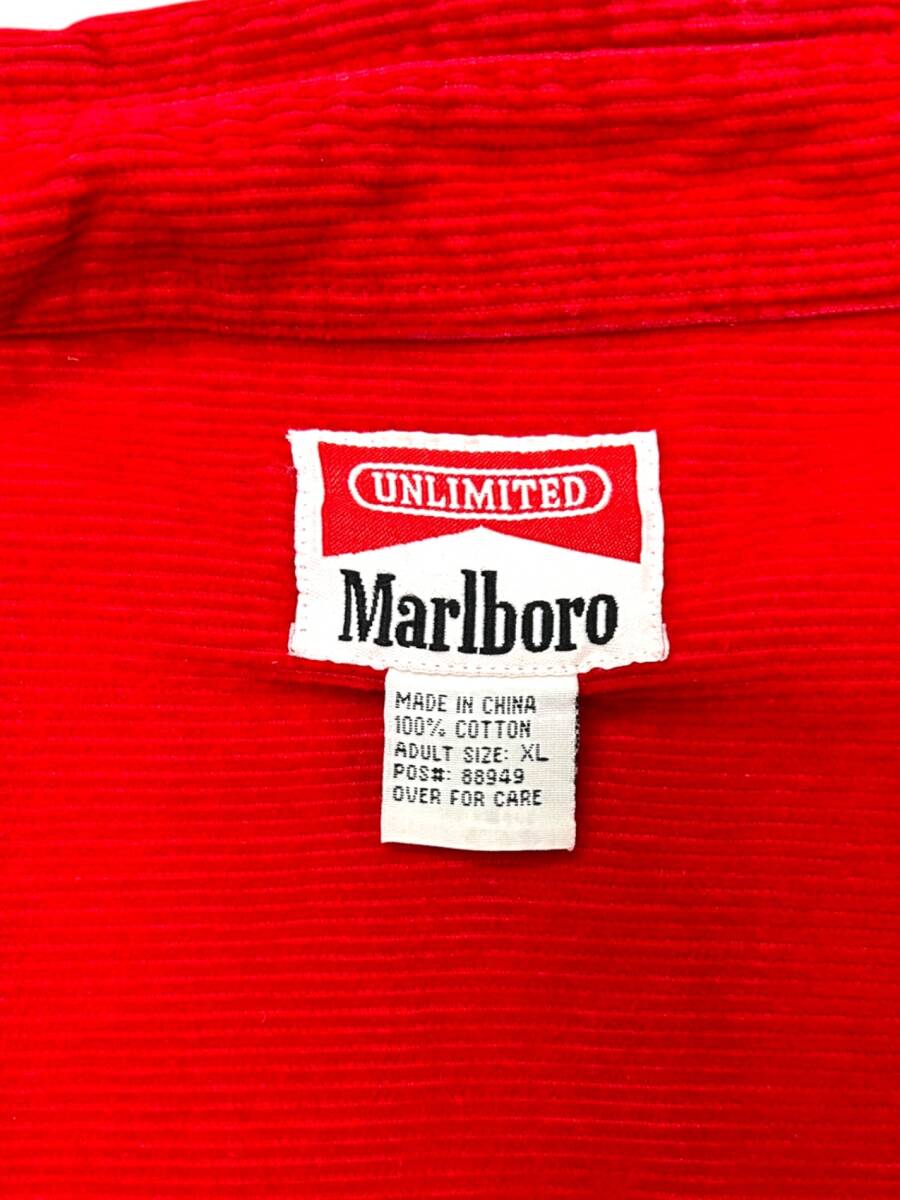 UNLIMITED
Marlboro
MADE IN CHINA
100% COTTON
ADULT SIZE: XL
POS#: 88949
OVER FOR CARE